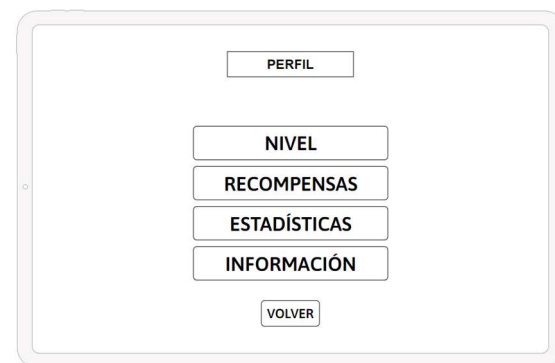 PERFIL
NIVEL
RECOMPENSAS
ESTADÍSTICAS
INFORMACIÓN
VOLVER